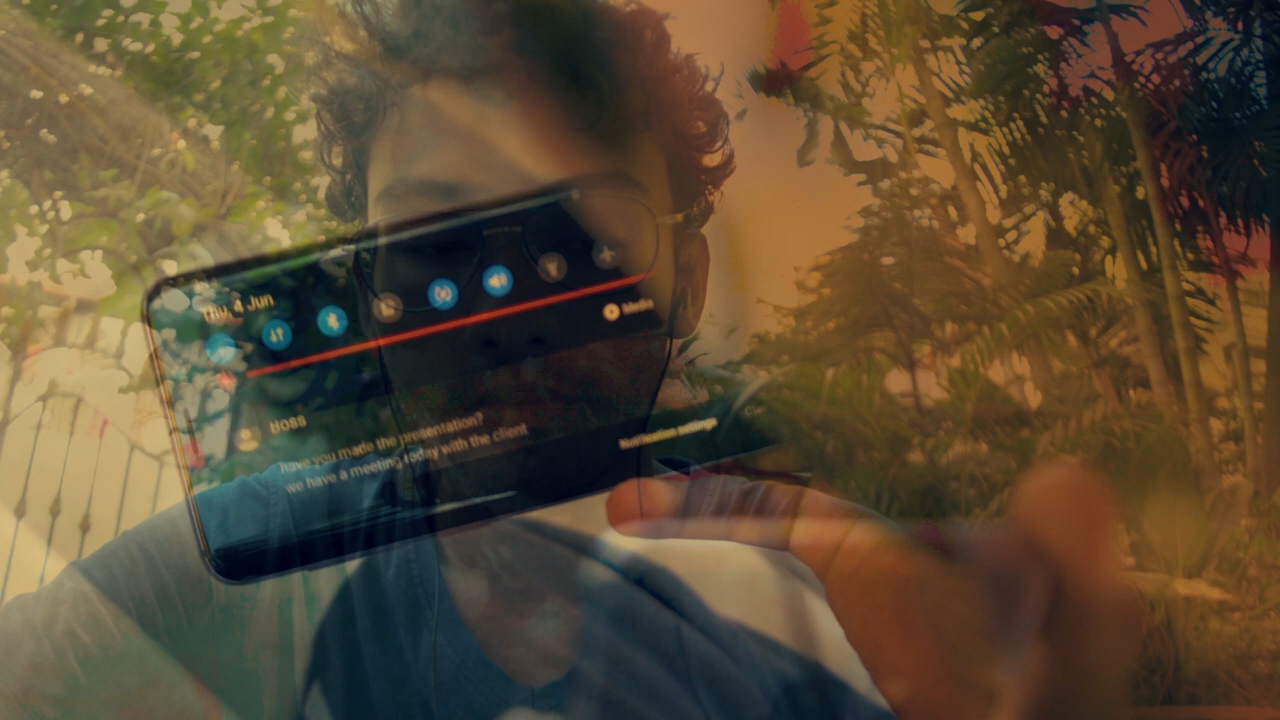 Thu, 4 Jun
Media
BOSS
have you made the presentation?
we have a meeting today with the client
Notification settings